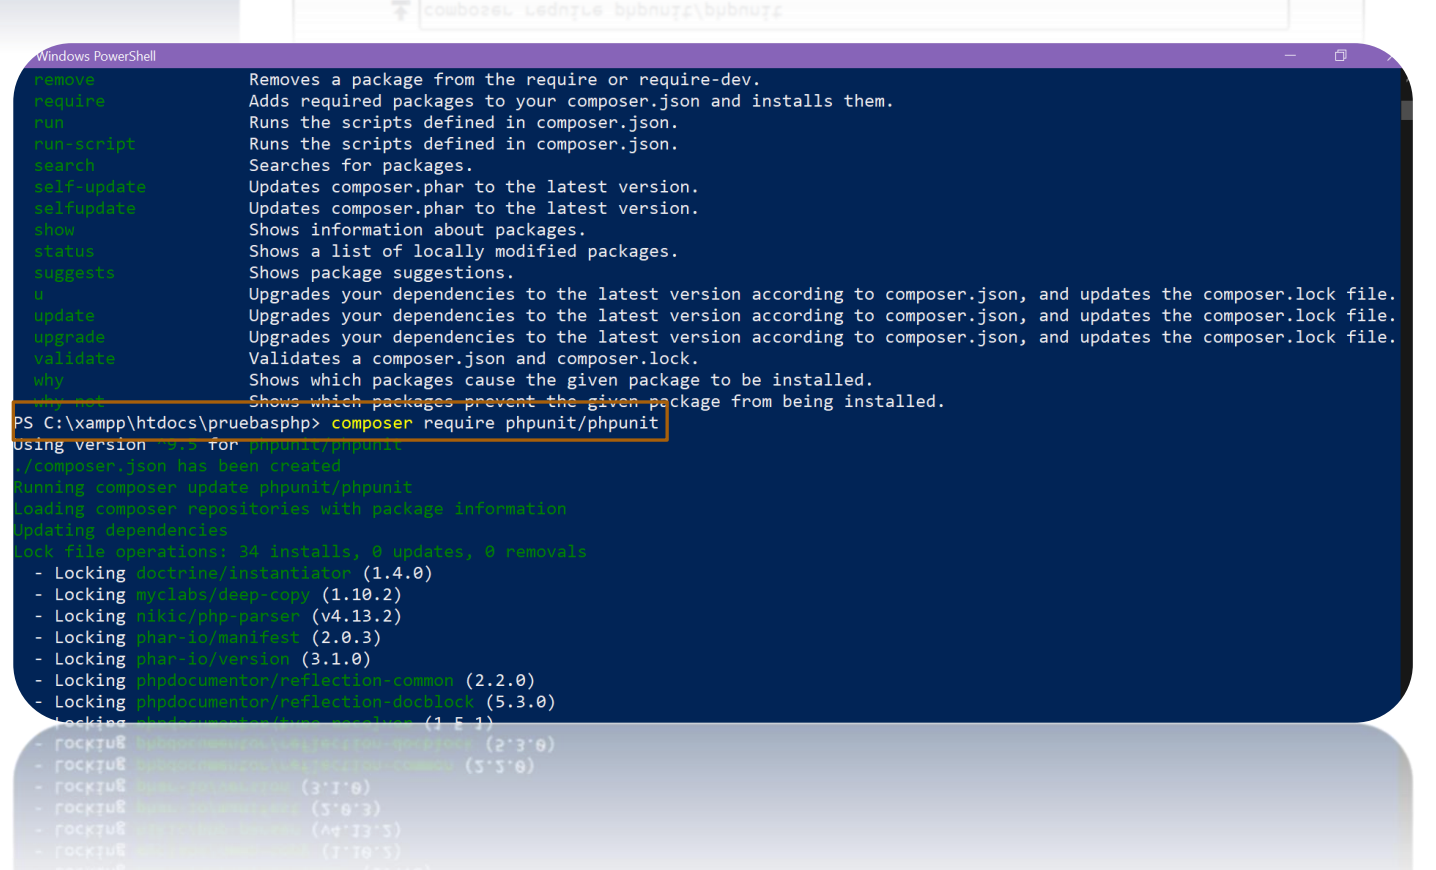 composer require phpunit\phpunit
Windows PowerShell
remove Removes a package from the require or require-dev.
require Adds required packages to your composer.json and installs them.
run Runs the scripts defined in composer.json.
run-script Runs the scripts defined in composer.json.
search Searches for packages.
self-update Updates composer.phar to the latest version.
selfupdate Updates composer.phar to the latest version.
show Shows information about packages.
status Shows a list of locally modified packages.
suggests Shows package suggestions.
u Upgrades your dependencies to the latest version according to composer.json, and updates the composer.lock file.
update Upgrades your dependencies to the latest version according to composer.json, and updates the composer.lock file.
upgrade Upgrades your dependencies to the latest version according to composer.json, and updates the composer.lock file.
validate Validates a composer.json and composer.lock.
why Shows which packages cause the given package to be installed.
why-not Shows which packages prevent the given package from being installed.
PS C:\xampp\htdocs\pruebasphp> composer require phpunit/phpunit
Using version ^9.5 for phpunit/phpunit
./composer.json has been created
Running composer update phpunit/phpunit
Loading composer repositories with package information
Updating dependencies
Lock file operations: 34 installs, 0 updates, 0 removals
- Locking doctrine/instantiator (1.4.0)
- Locking myclabs/deep-copy (1.10.2)
- Locking nikic/php-parser (v4.13.2)
- Locking phar-io/manifest (2.0.3)
- Locking phar-io/version (3.1.0)
- Locking phpdocumentor/reflection-common (2.2.0)
- Locking phpdocumentor/reflection-docblock (5.3.0)
- Locking phpdocumentor/type-resolver (1.5.1)